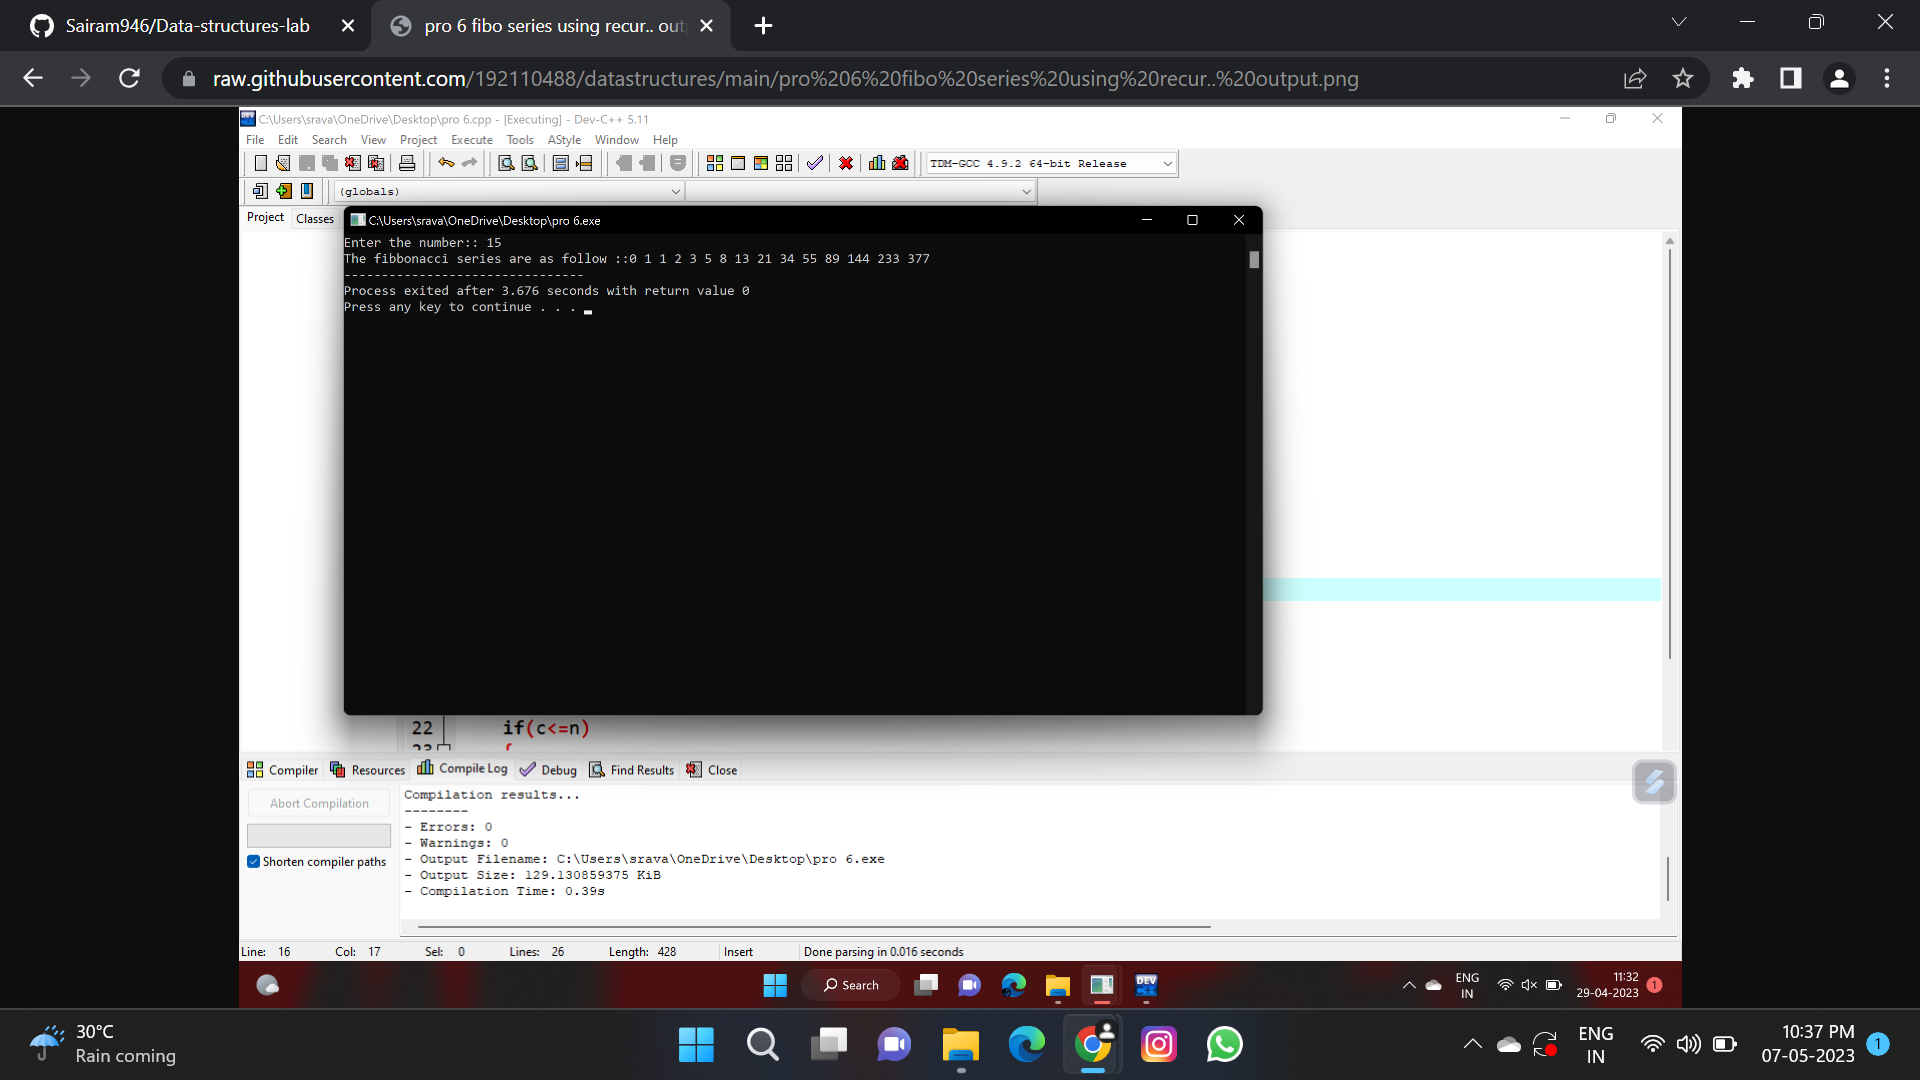 Sairam946/Data-structures-lab
pro 6 fibo series using recur.. out
raw.githubusercontent.com/192110488/datastructures/main/pro%206%20fibo%20series%20using%20recur..%20output.png
C:\Users\srava\OneDrive\Desktop\pro 6.cpp - [Executing] - Dev-C++ 5.11
File Edit Search View Project Execute Tools AStyle Window Help
TDM-GCC 4.9.2 64-bit Release
(globals)
Project Classes
C:\Users\srava\OneDrive\Desktop\pro 6.exe
Enter the number:: 15
The fibbonacci series are as follow ::0 1 1 2 3 5 8 13 21 34 55 89 144 233 377
--------------------------------
Process exited after 3.676 seconds with return value 0
Press any key to continue . . .
22 if(c<=n)
23 {
Compiler Resources Compile Log Debug Find Results Close
Abort Compilation
Shorten compiler paths
Compilation results...
--------
- Errors: 0
- Warnings: 0
- Output Filename: C:\Users\srava\OneDrive\Desktop\pro 6.exe
- Output Size: 129.130859375 KiB
- Compilation Time: 0.39s
Line: 16 Col: 17 Sel: 0 Lines: 26 Length: 428 Insert Done parsing in 0.016 seconds
Search
DEV C++
ENG IN
11:32
29-04-2023
1
30°C
Rain coming
ENG
IN
10:37 PM
07-05-2023
1